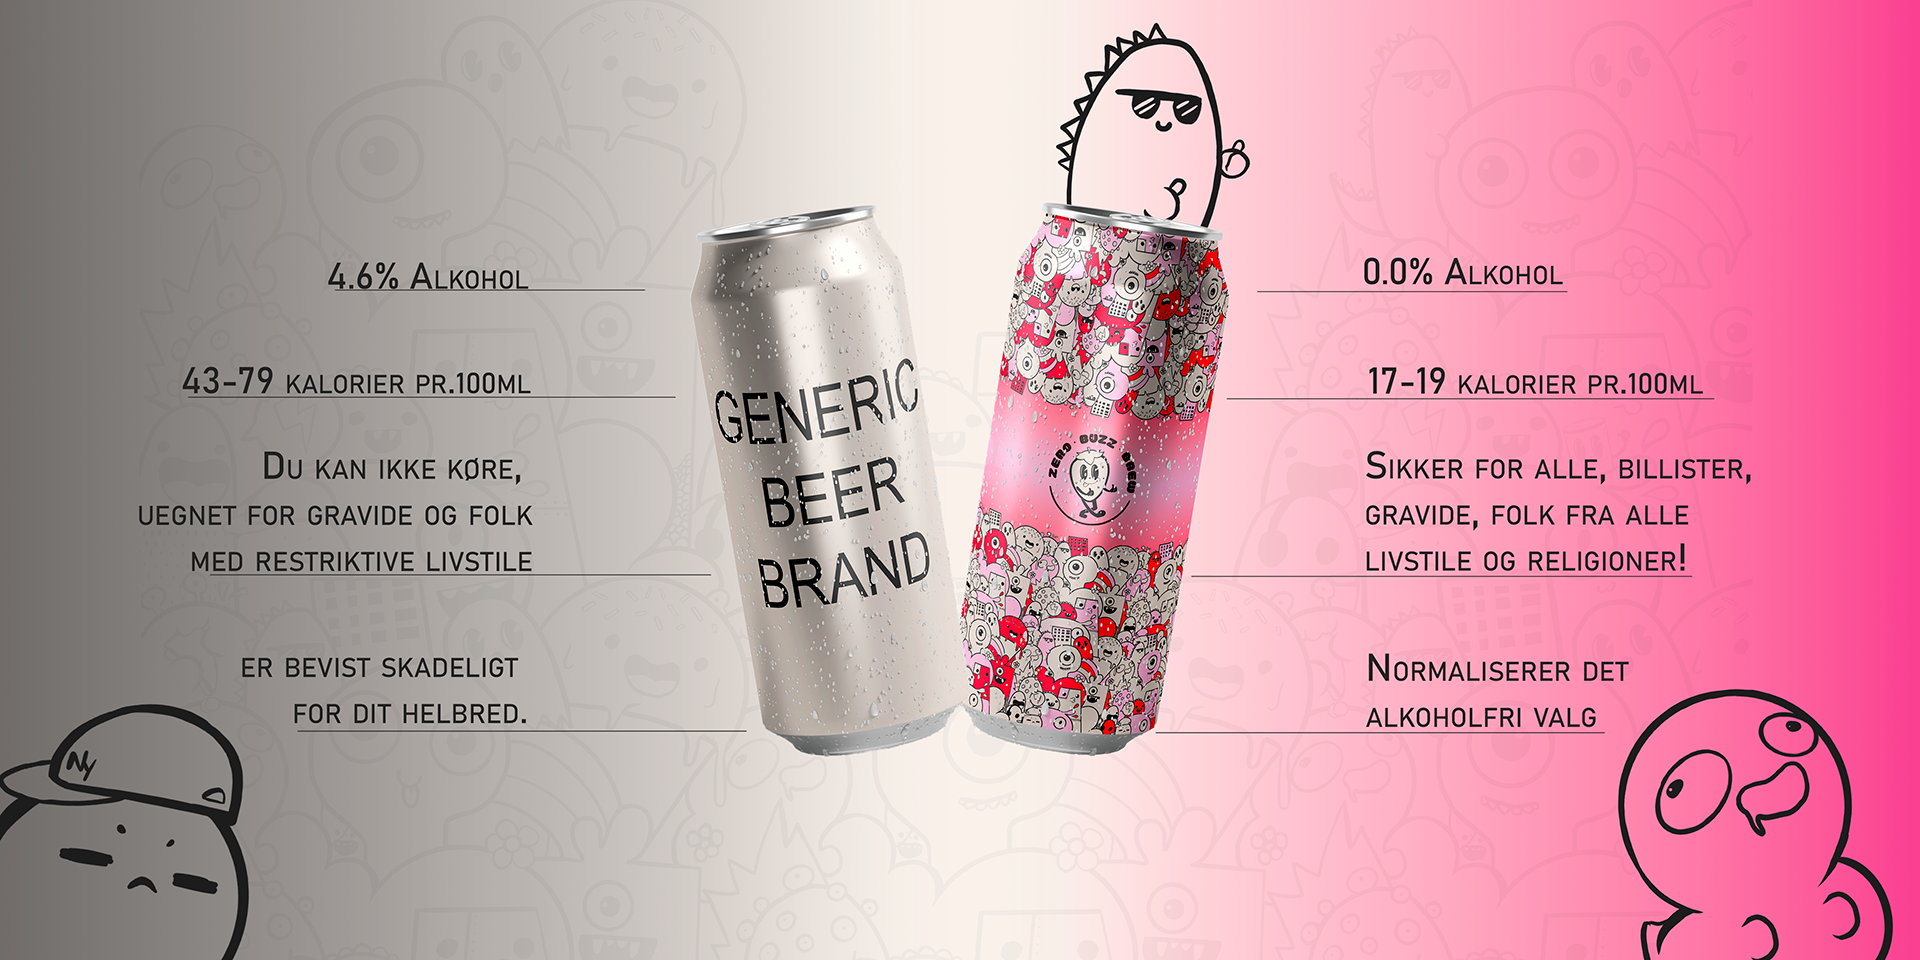 4.6% Alkohol
43-79 kalorier pr.100ml
Du kan ikke køre,
uegnet for gravide og folk
med restriktive livstile
er bevist skadeligt
for dit helbred.
Ny
GENERIC
BEER
BRAND
ZERO BUZZ BREW
0.0% Alkohol
17-19 kalorier pr.100ml
Sikker for alle, billister,
gravide, folk fra alle
livstile og religioner!
Normaliserer det
alkoholfri valg